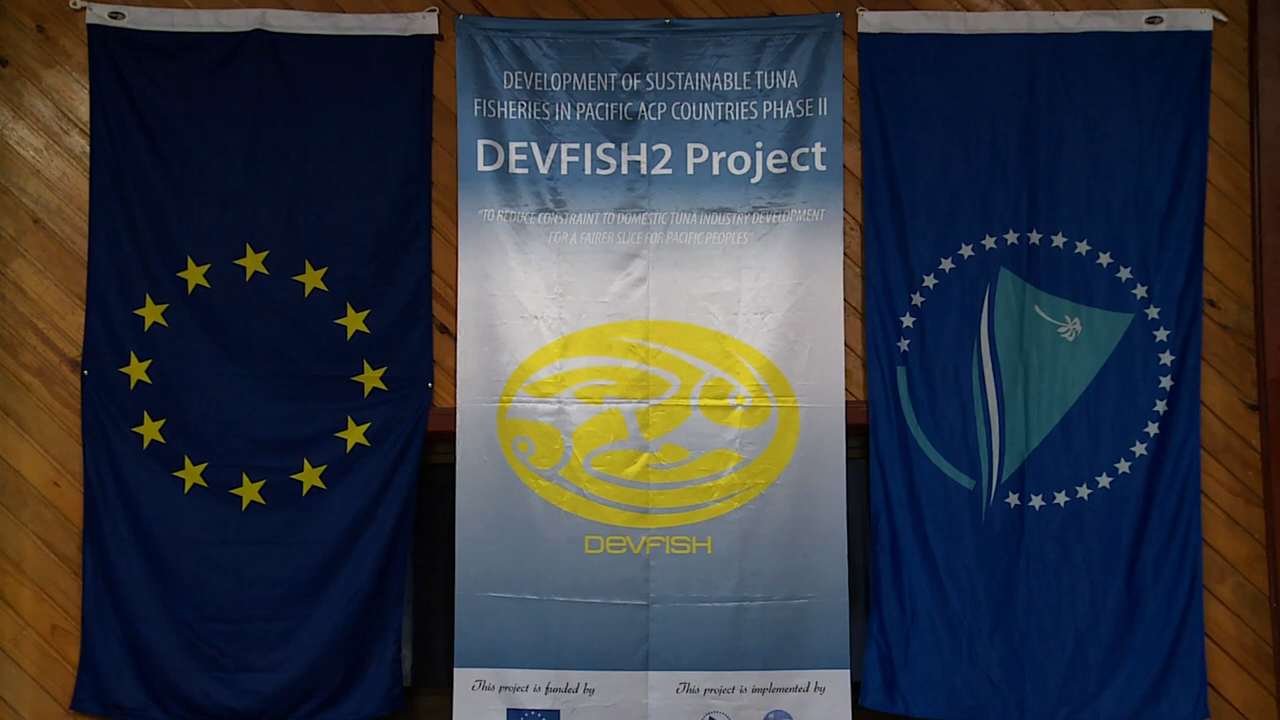 DEVELOPMENT OF SUSTAINABLE TUNA
FISHERIES IN PACIFIC ACP COUNTRIES PHASE II
DEVFISH2 Project
"TO REDUCE CONSTRAINT TO DOMESTIC TUNA INDUSTRY DEVELOPMENT
FOR A FAIRER SLICE FOR PACIFIC PEOPLES"
DEVFISH
This project is funded by
This project is implemented by